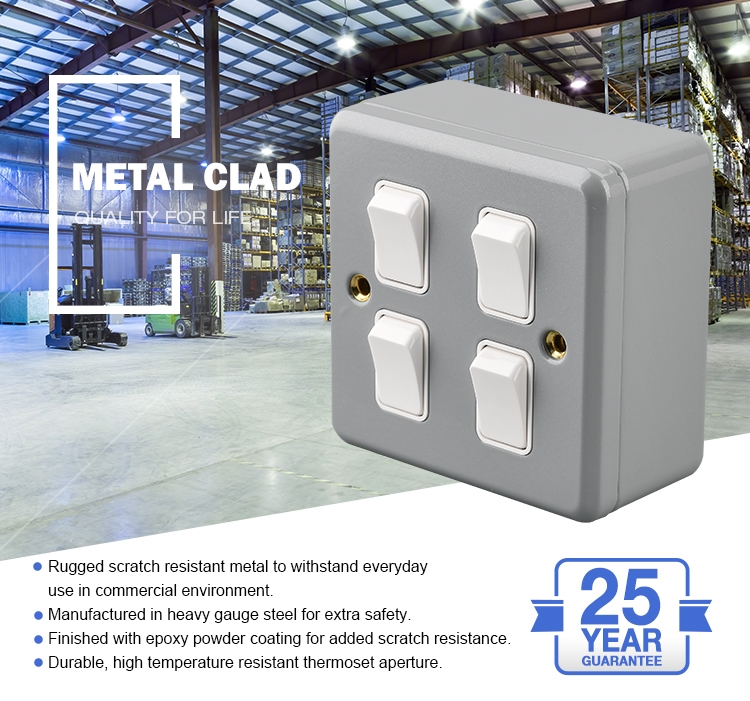 METAL CLAD
QUALITY FOR LIFE
Rugged scratch resistant metal to withstand everyday
use in commercial environment.
Manufactured in heavy gauge steel for extra safety.
Finished with epoxy powder coating for added scratch resistance.
Durable, high temperature resistant thermoset aperture.
25
YEAR
GUARANTEE